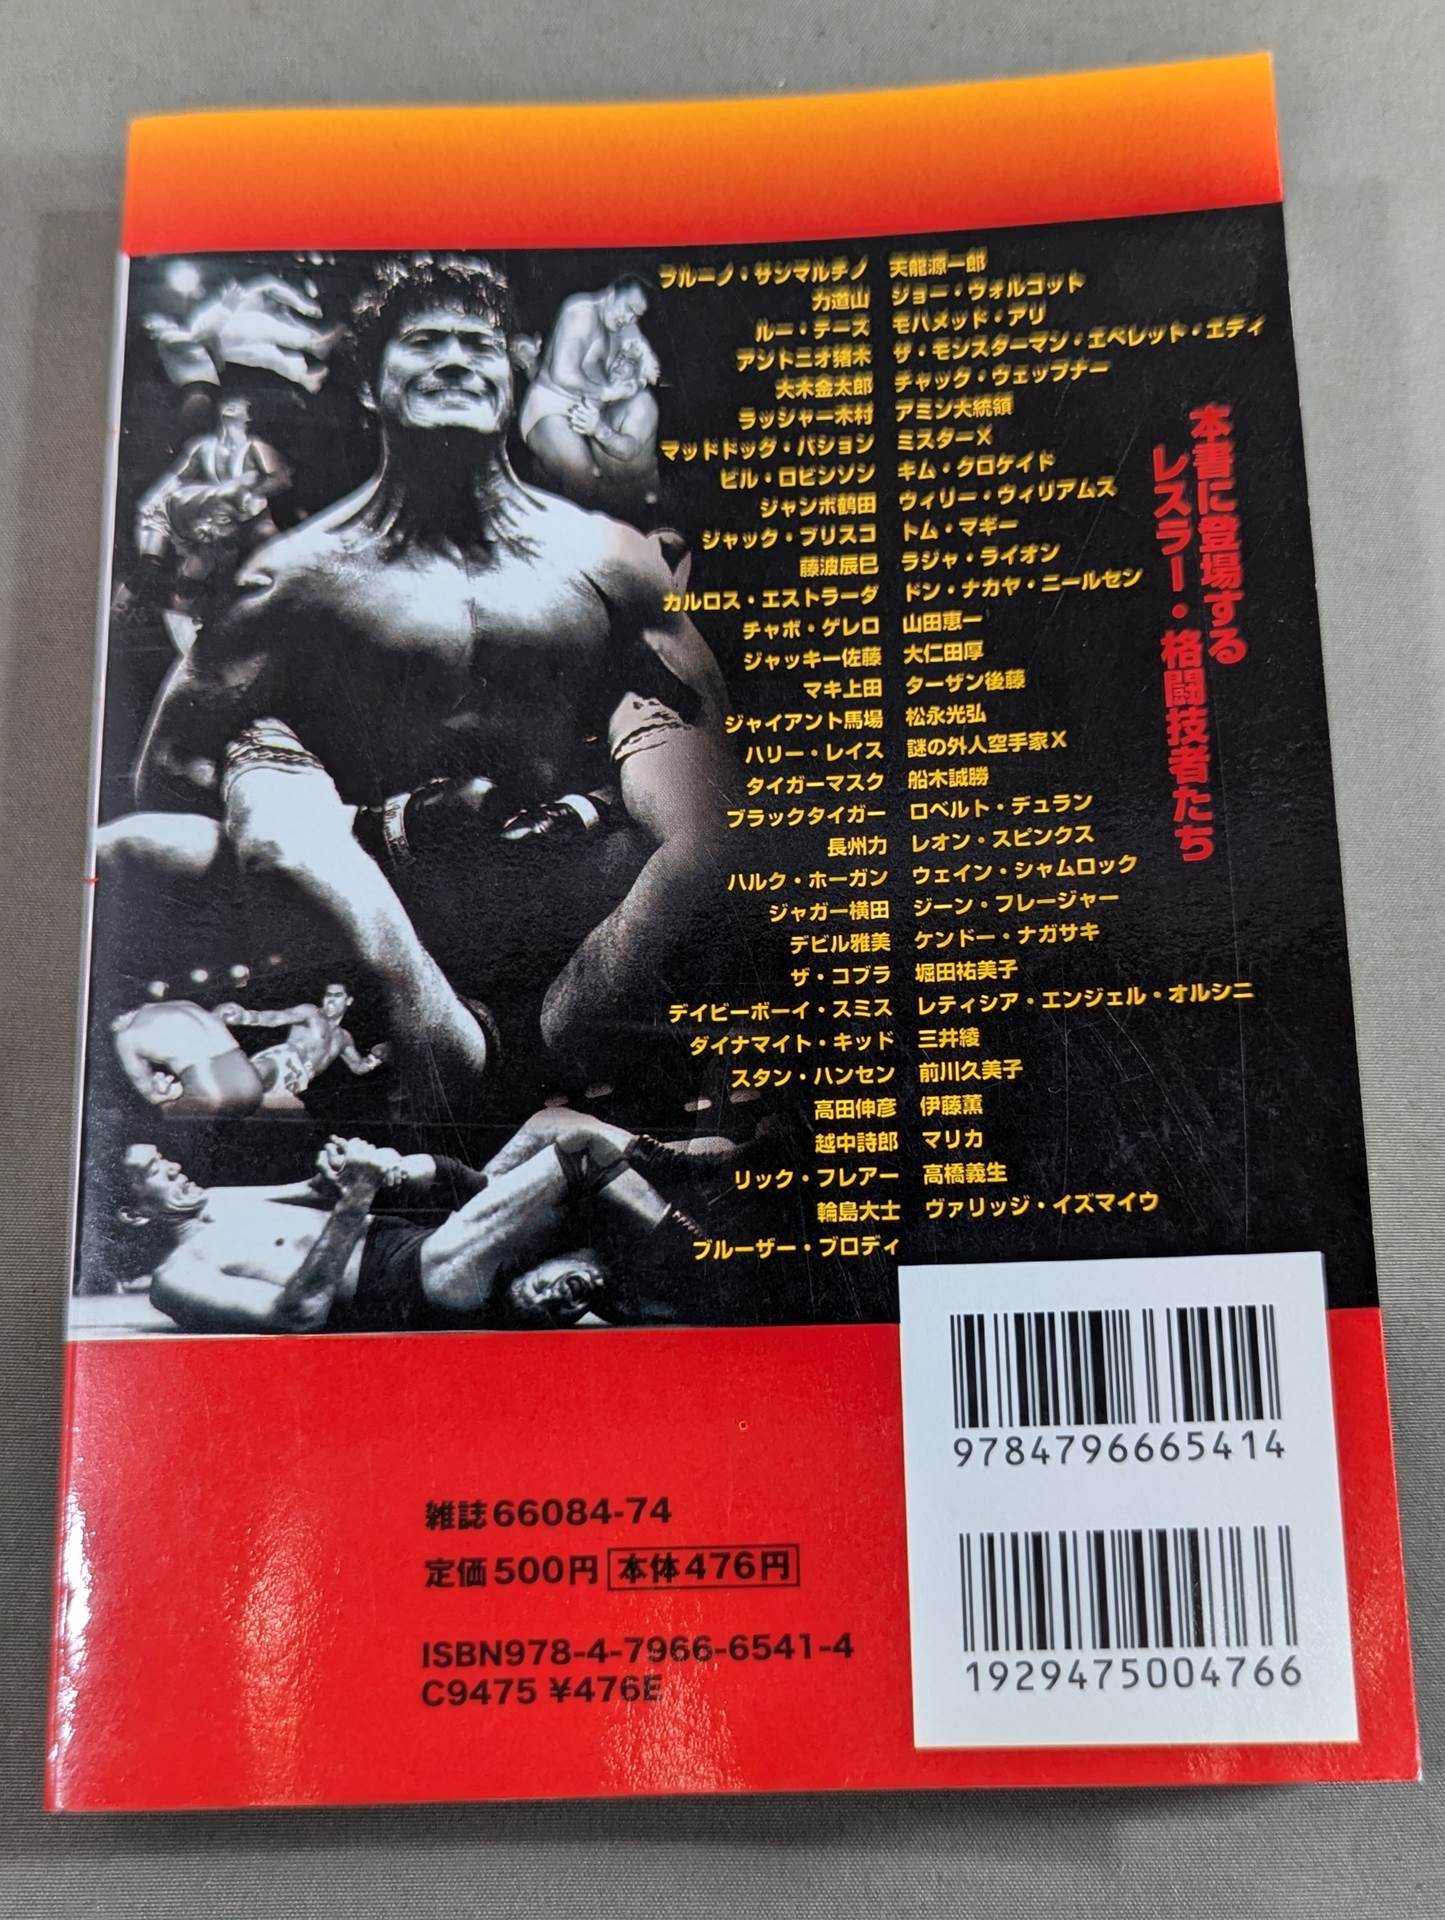 本書に登場する
レスラー・格闘技者たち
ブルーノ・サンマルチノ
力道山
ルー・テーズ
アントニオ猪木
大木金太郎
ラッシャー木村
マッドドッグ・バション
ビル・ロビンソン
ジャンボ鶴田
ジャック・ブリスコ
藤波辰巳
カルロス・エストラーダ
チャボ・ゲレロ
ジャッキー佐藤
マキ上田
ジャイアント馬場
ハリー・レイス
タイガーマスク
ブラックタイガー
長州力
ハルク・ホーガン
ジャガー横田
デビル雅美
ザ・コブラ
デイビーボーイ・スミス
ダイナマイト・キッド
スタン・ハンセン
高田伸彦
越中詩郎
リック・フレアー
輪島大士
ブルーザー・ブロディ
天龍源一郎
ジョー・ウォルコット
モハメッド・アリ
ザ・モンスターマン・エベレット・エディ
チャック・ウェップナー
アミン大統領
ミスターX
キム・クロケイド
ウィリー・ウィリアムス
トム・マギー
ラジャ・ライオン
ドン・ナカヤ・ニールセン
山田恵一
大仁田厚
ターザン後藤
松永光弘
謎の外人空手家X
船木誠勝
ロベルト・デュラン
レオン・スピンクス
ウェイン・シャムロック
ジーン・フレージャー
ケンドー・ナガサキ
堀田祐美子
レティシア・エンジェル・オルシニ
三井綾
前川久美子
伊藤薫
マリカ
高橋義生
ヴァリッジ・イズマイウ
雑誌66084-74
定価500円 本体476円
ISBN978-4-7966-6541-4
C9475 ¥476E
9784796665414
1929475004766